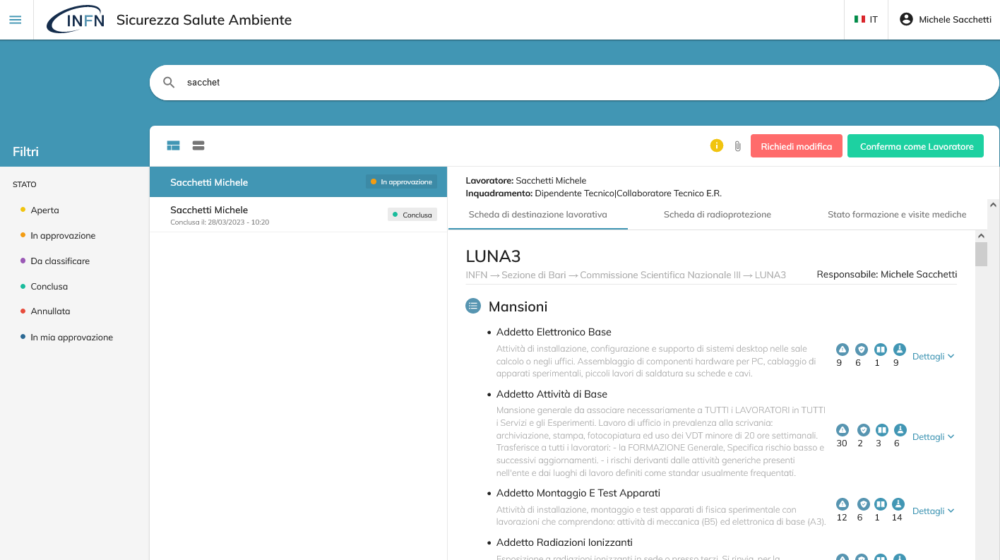 INFN
Sicurezza Salute Ambiente
IT
Michele Sacchetti
sacchet
Filtri
Richiedi modifica
Conferma come Lavoratore
STATO
Aperta
In approvazione
Da classificare
Conclusa
Annullata
In mia approvazione
Sacchetti Michele
In approvazione
Sacchetti Michele
Conclusa il: 28/03/2023 - 10:20
Conclusa
Lavoratore: Sacchetti Michele
Inquadramento: Dipendente Tecnico|Collaboratore Tecnico E.R.
Scheda di destinazione lavorativa
Scheda di radioprotezione
Stato formazione e visite mediche
LUNA3
INFN → Sezione di Bari → Commissione Scientifica Nazionale III → LUNA3
Responsabile: Michele Sacchetti
Mansioni
• Addetto Elettronico Base
Attività di installazione, configurazione e supporto di sistemi desktop nelle sale
calcolo o negli uffici. Assemblaggio di componenti hardware per PC, cablaggio di
apparati sperimentali, piccoli lavori di saldatura su schede e cavi.
9 6 1 9
Dettagli
• Addetto Attività di Base
Mansione generale da associare necessariamente a TUTTI i LAVORATORI in TUTTI
i Servizi e gli Esperimenti. Lavoro di ufficio in prevalenza alla scrivania:
archiviazione, stampa, fotocopiatura ed uso dei VDT minore di 20 ore settimanali.
Trasferisce a tutti i lavoratori: - la FORMAZIONE Generale, Specifica rischio basso e
successivi aggiornamenti. - i rischi derivanti dalle attività generiche presenti
nell'ente e dai luoghi di lavoro definiti come standar usualmente frequentati.
30 2 3 6
Dettagli
• Addetto Montaggio E Test Apparati
Attività di installazione, montaggio e test apparati di fisica sperimentale con
lavorazioni che comprendono: attività di meccanica (B5) ed elettronica di base (A3).
12 6 1 14
Dettagli
• Addetto Radiazioni Ionizzanti
Esposizione a radiazioni ionizzanti in sede o presso terzi. Si rinvia, per la